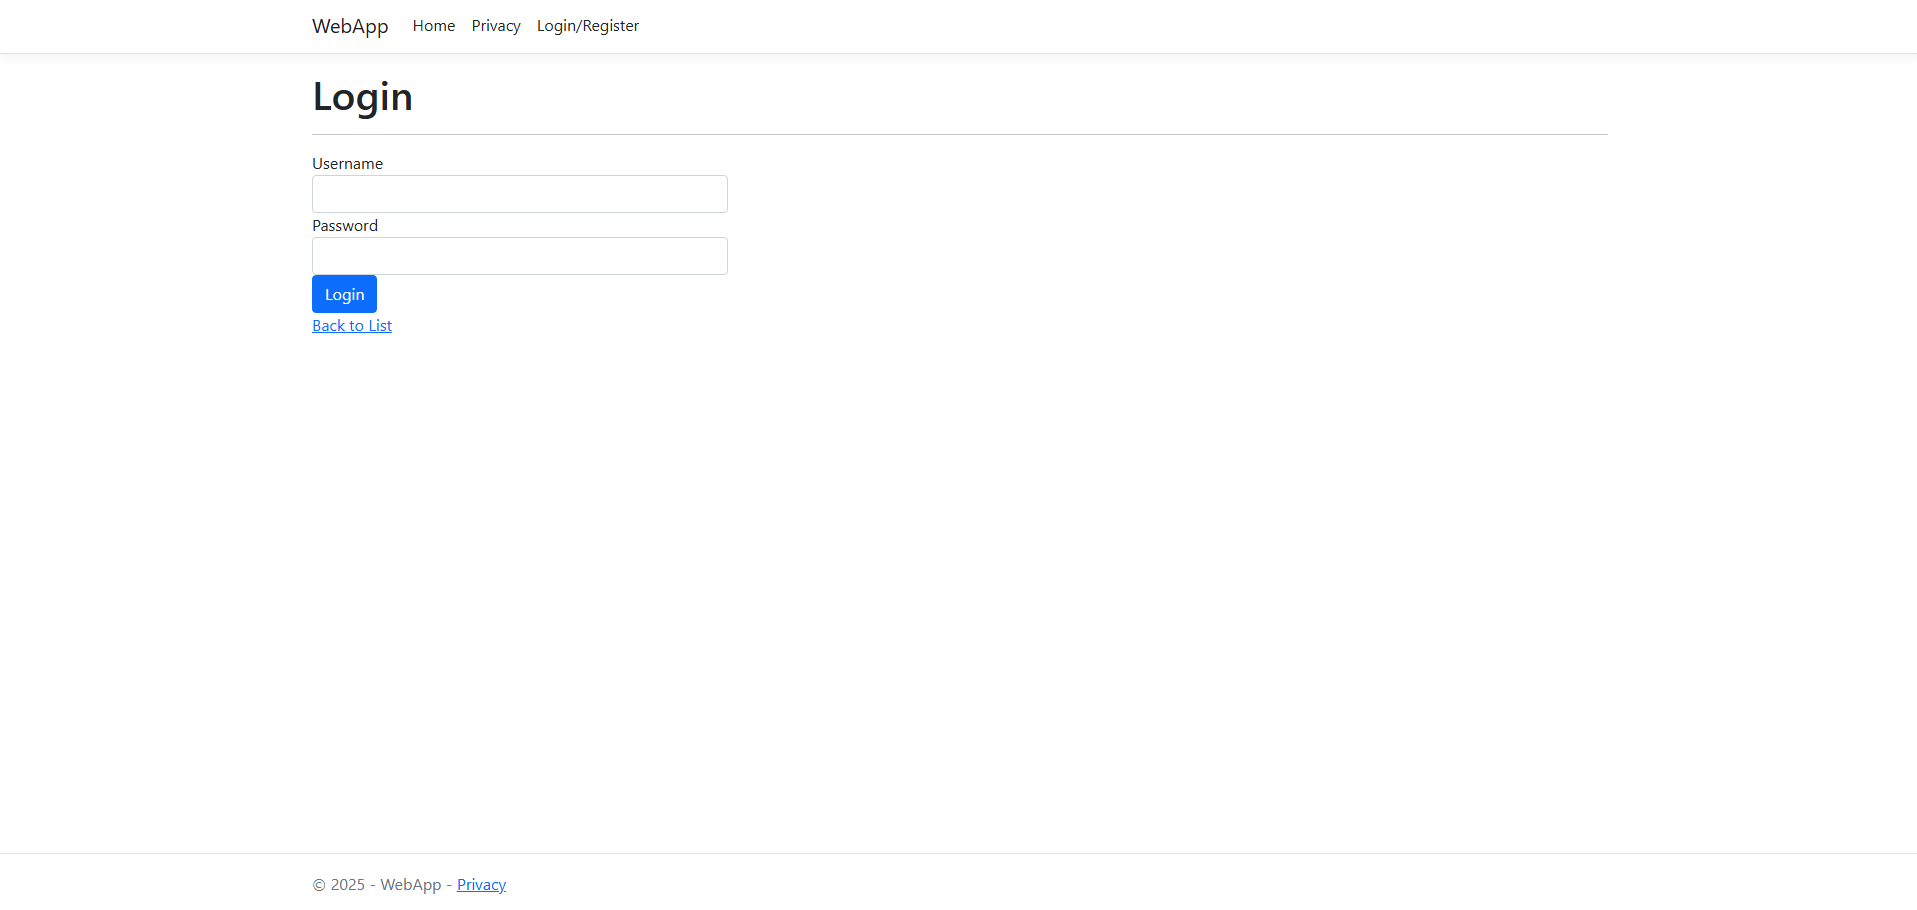 WebApp Home Privacy Login/Register
Login
Username
Password
Login
Back to List
© 2025 - WebApp - Privacy